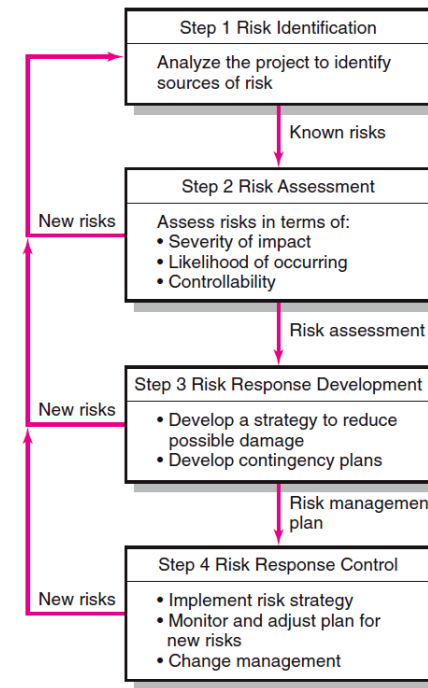 Step 1 Risk Identification
Analyze the project to identify
sources of risk
Known risks
Step 2 Risk Assessment
New risks
Assess risks in terms of:
• Severity of impact
• Likelihood of occurring
• Controllability
Risk assessment
Step 3 Risk Response Development
New risks
• Develop a strategy to reduce
possible damage
• Develop contingency plans
Risk management
plan
Step 4 Risk Response Control
New risks
• Implement risk strategy
• Monitor and adjust plan for
new risks
• Change management